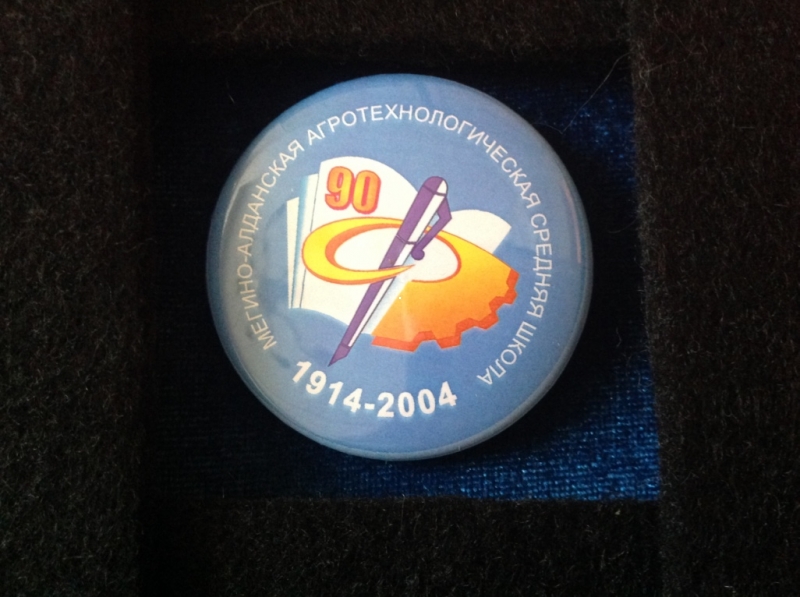 МЕГИНО-АЛДАНСКАЯ АГРОТЕХНОЛОГИЧЕСКАЯ СРЕДНЯЯ ШКОЛА
90
1914-2004